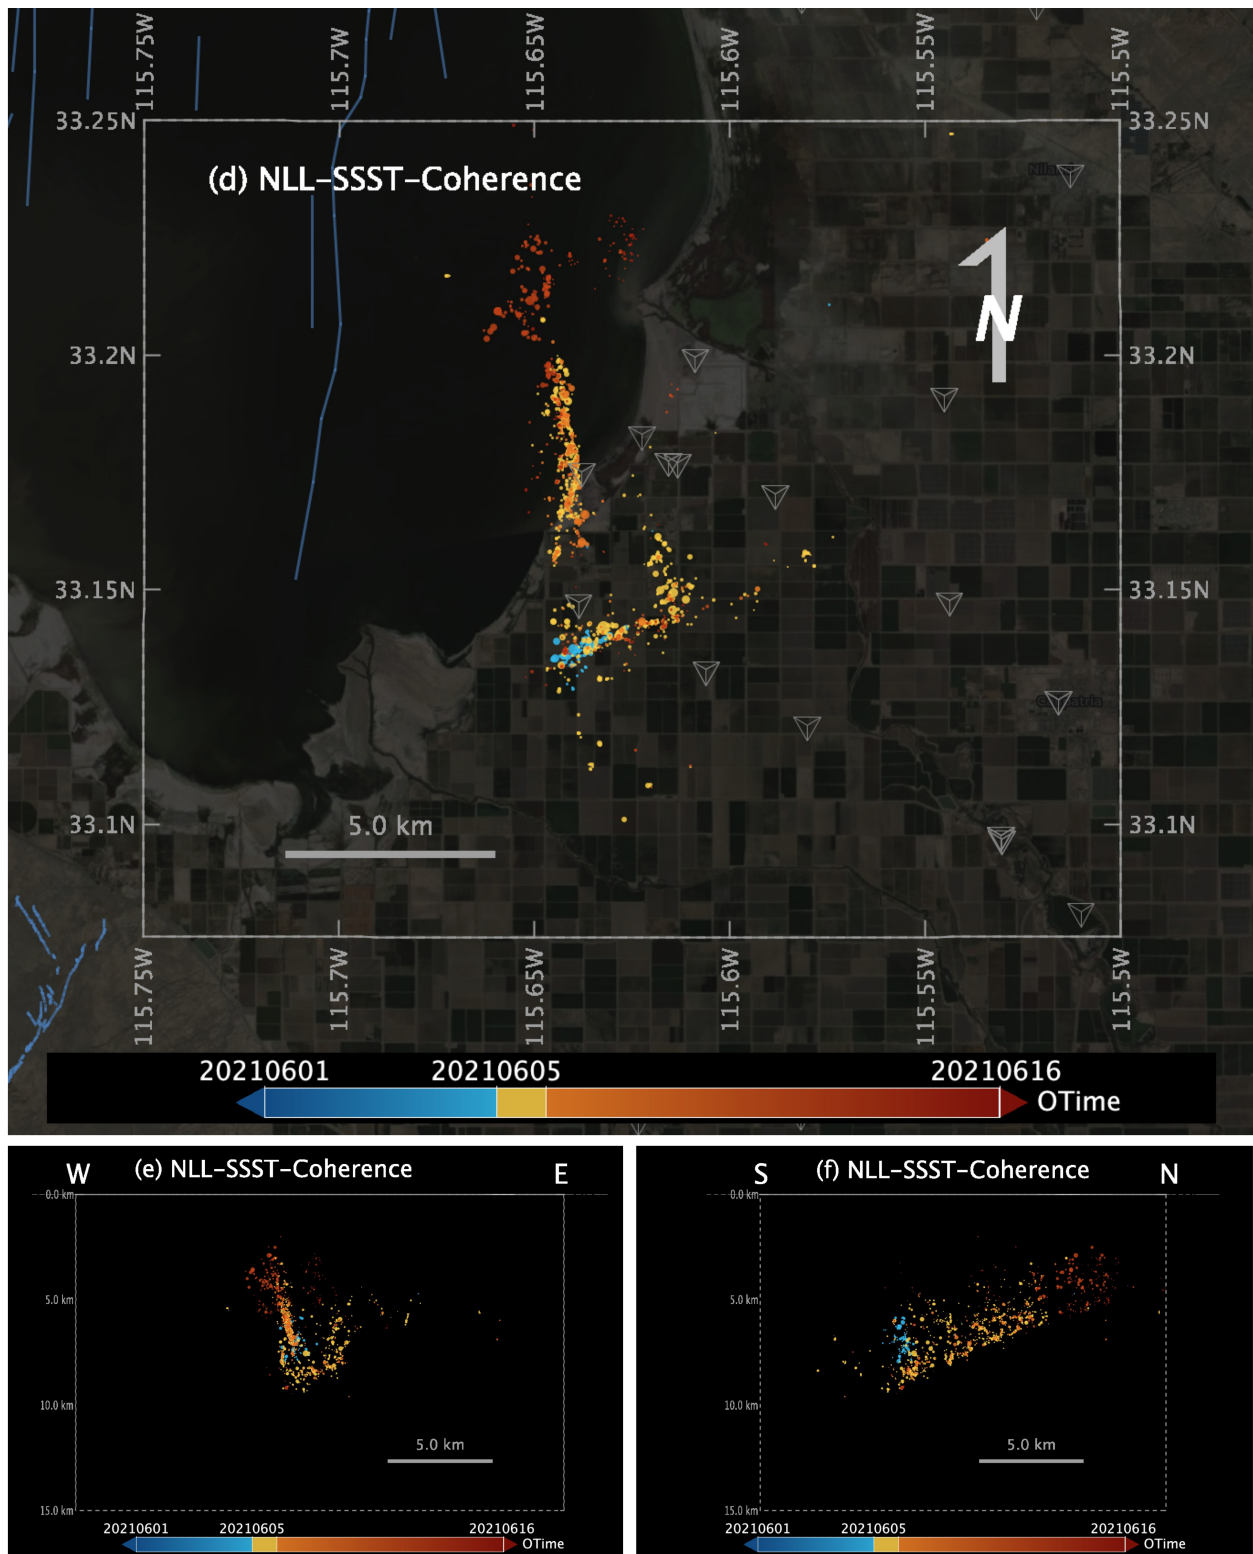 115.75W 115.7W 115.65W 115.6W 115.55W 115.5W
33.25N 33.25N
(d) NLL-SSST-Coherence
N
33.2N 33.2N
33.15N 33.15N
33.1N 33.1N
5.0 km
115.75W 115.7W 115.65W 115.6W 115.55W 115.5W
20210601 20210605 20210616
OTime
W (e) NLL-SSST-Coherence E
0.0 km
5.0 km
10.0 km
5.0 km
15.0 km
20210601 20210605 20210616
OTime
S (f) NLL-SSST-Coherence N
0.0 km
5.0 km
10.0 km
5.0 km
15.0 km
20210601 20210605 20210616
OTime